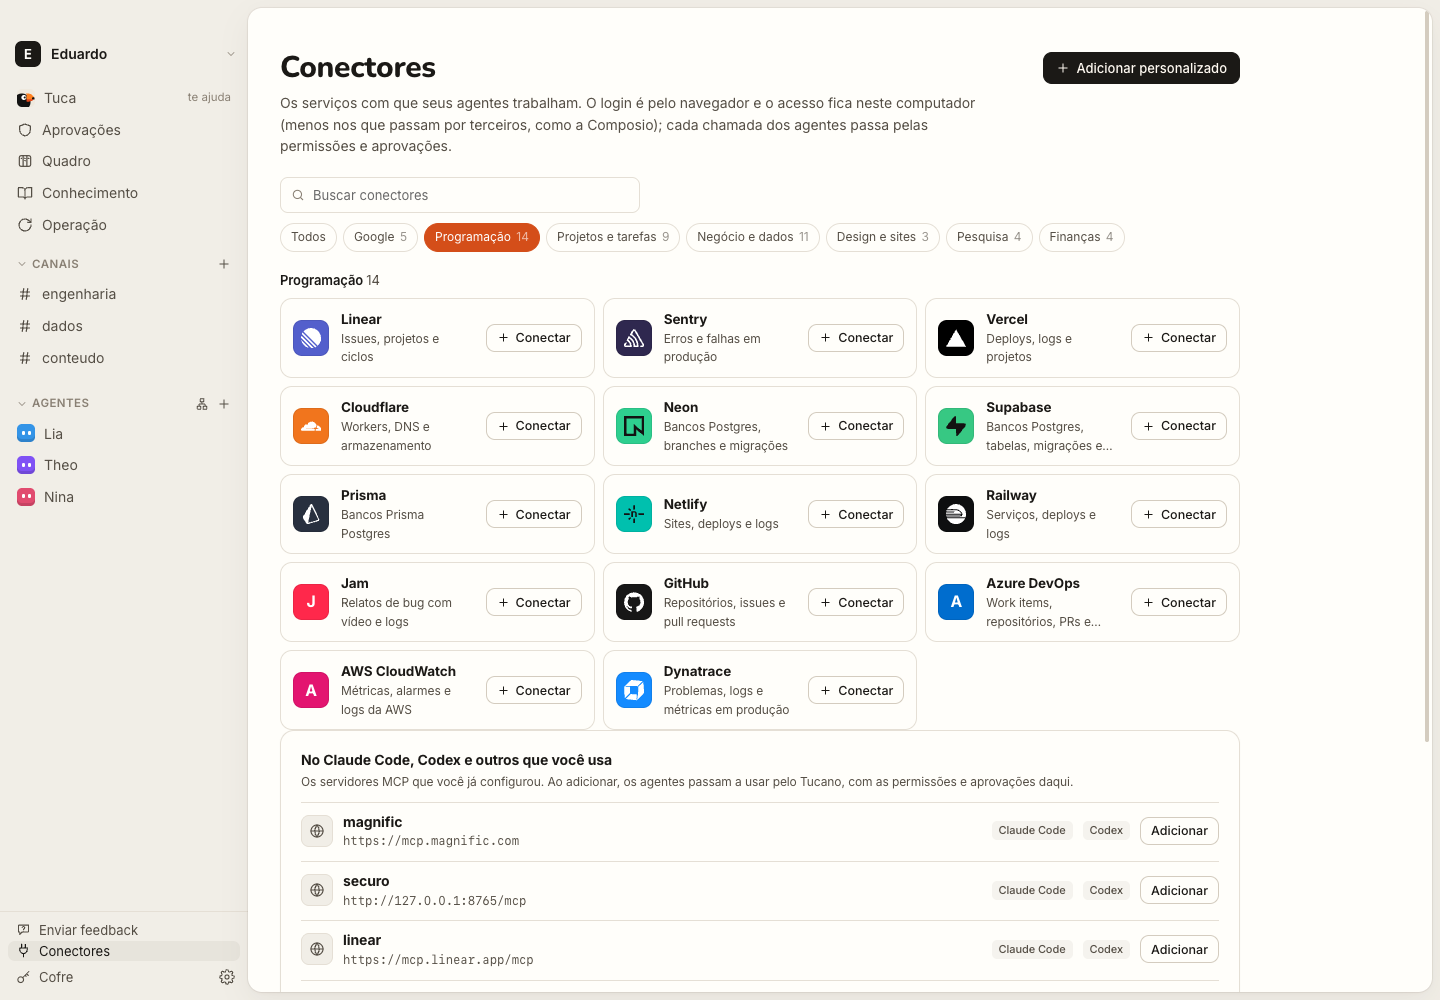 E Eduardo
Tuca te ajuda
Aprovações
Quadro
Conhecimento
Operação
CANAIS
# engenharia
# dados
# conteudo
AGENTES
Lia
Theo
Nina
Enviar feedback
Conectores
Cofre
Conectores
+ Adicionar personalizado
Os serviços com que seus agentes trabalham. O login é pelo navegador e o acesso fica neste computador
(menos nos que passam por terceiros, como a Composio); cada chamada dos agentes passa pelas
permissões e aprovações.
Buscar conectores
Todos Google 5 Programação 14 Projetos e tarefas 9 Negócio e dados 11 Design e sites 3 Pesquisa 4 Finanças 4
Programação 14
Linear
Issues, projetos e
ciclos
+ Conectar
Sentry
Erros e falhas em
produção
+ Conectar
Vercel
Deploys, logs e
projetos
+ Conectar
Cloudflare
Workers, DNS e
armazenamento
+ Conectar
Neon
Bancos Postgres,
branches e migrações
+ Conectar
Supabase
Bancos Postgres,
tabelas, migrações e...
+ Conectar
Prisma
Bancos Prisma
Postgres
+ Conectar
Netlify
Sites, deploys e logs
+ Conectar
Railway
Serviços, deploys e
logs
+ Conectar
J
Jam
Relatos de bug com
vídeo e logs
+ Conectar
GitHub
Repositórios, issues e
pull requests
+ Conectar
A
Azure DevOps
Work items,
repositórios, PRs e...
+ Conectar
A
AWS CloudWatch
Métricas, alarmes e
logs da AWS
+ Conectar
Dynatrace
Problemas, logs e
métricas em produção
+ Conectar
No Claude Code, Codex e outros que você usa
Os servidores MCP que você já configurou. Ao adicionar, os agentes passam a usar pelo Tucano, com as permissões e aprovações daqui.
magnific
https://mcp.magnific.com
Claude Code Codex Adicionar
securo
http://127.0.0.1:8765/mcp
Claude Code Codex Adicionar
linear
https://mcp.linear.app/mcp
Claude Code Codex Adicionar